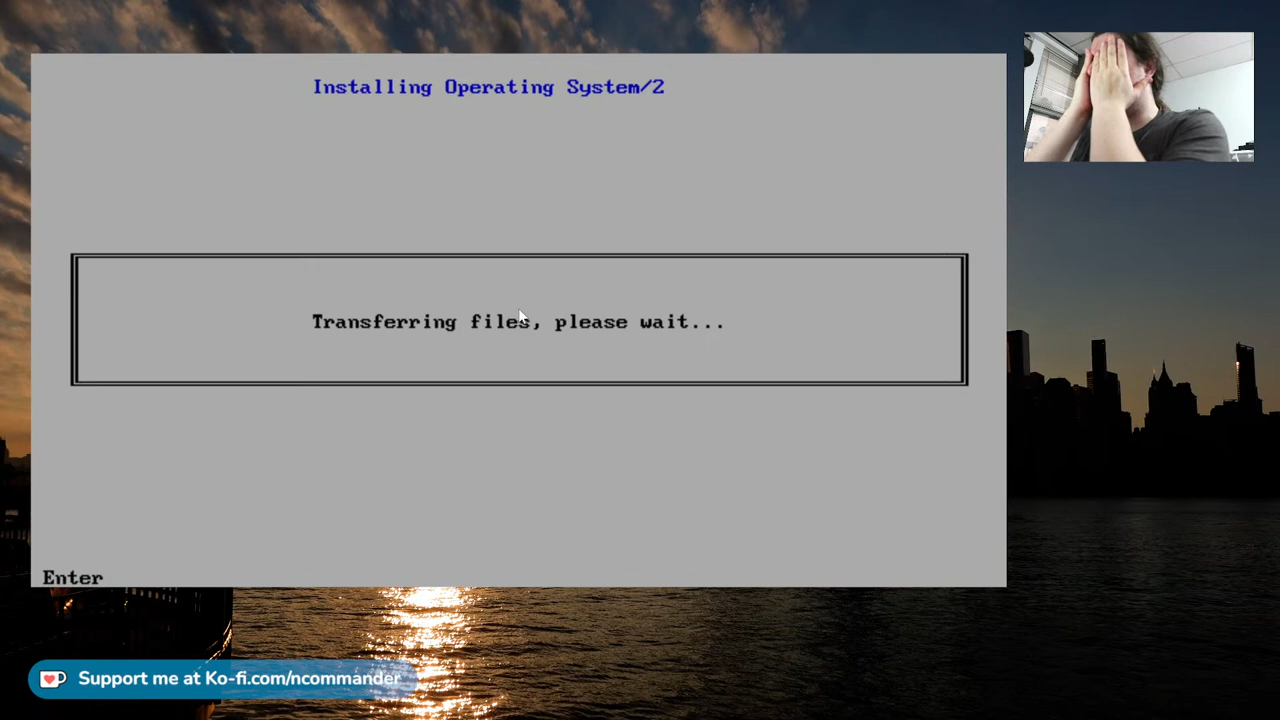 Installing Operating System/2
Transferring files, please wait...
Enter
Support me at Ko-fi.com/ncommander